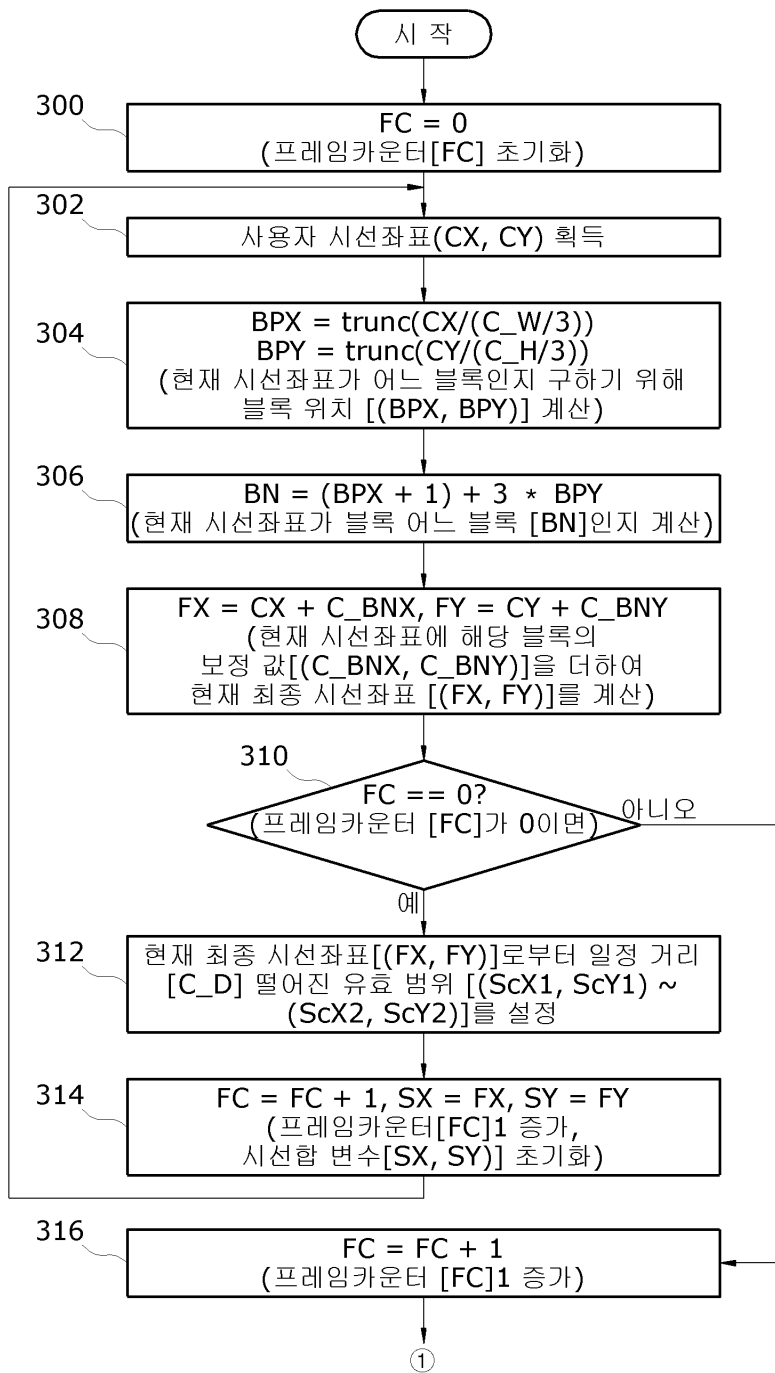 시 작
300
FC = 0
(프레임카운터[FC] 초기화)
302
사용자 시선좌표(CX, CY) 획득
304
BPX = trunc(CX/(C_W/3))
BPY = trunc(CY/(C_H/3))
(현재 시선좌표가 어느 블록인지 구하기 위해
블록 위치 [(BPX, BPY)] 계산)
306
BN = (BPX + 1) + 3 * BPY
(현재 시선좌표가 블록 어느 블록 [BN]인지 계산)
308
FX = CX + C_BNX, FY = CY + C_BNY
(현재 시선좌표에 해당 블록의
보정 값[(C_BNX, C_BNY)]을 더하여
현재 최종 시선좌표 [(FX, FY)]를 계산)
310
FC == 0?
(프레임카운터 [FC]가 0이면)
아니오
예
312
현재 최종 시선좌표[(FX, FY)]로부터 일정 거리
[C_D] 떨어진 유효 범위 [(ScX1, ScY1) ~
(ScX2, ScY2)]를 설정
314
FC = FC + 1, SX = FX, SY = FY
(프레임카운터[FC]1 증가,
시선합 변수[SX, SY)] 초기화)
316
FC = FC + 1
(프레임카운터 [FC]1 증가)
①